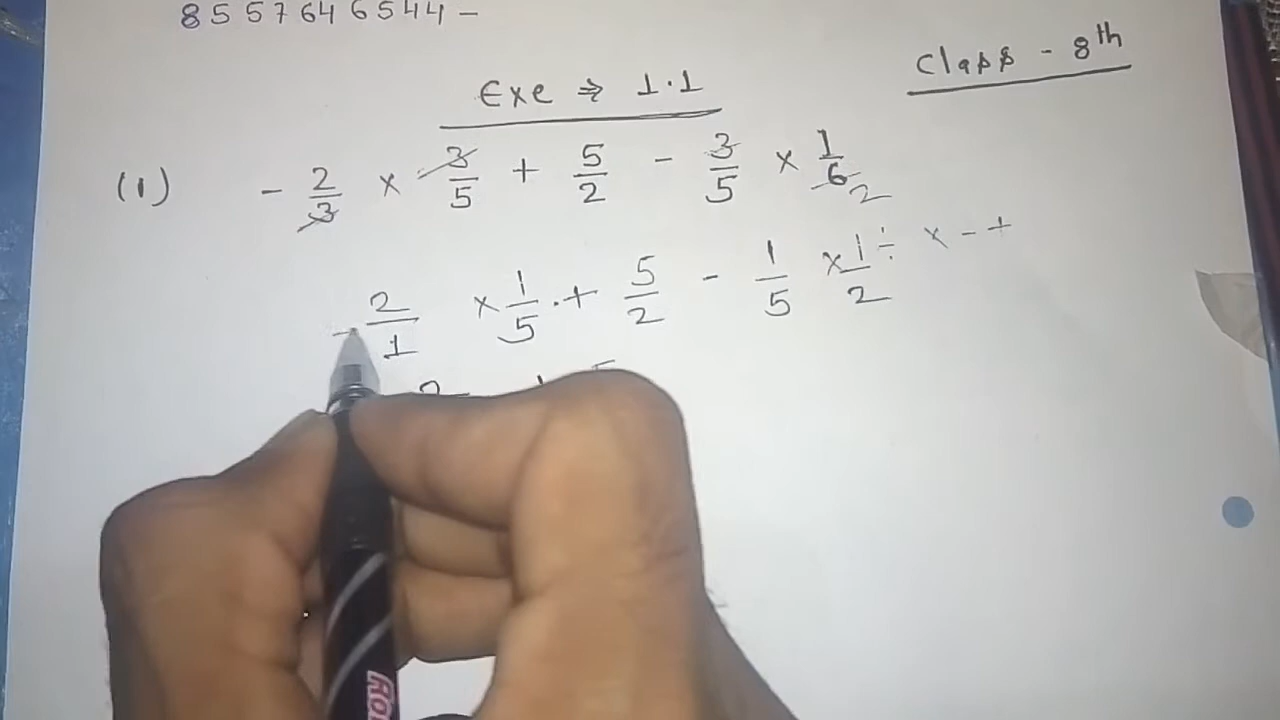 8557646544 -
Class - 8th
Exe ⇒ 1.1
(1) - 2/3 × 3/5 + 5/2 - 3/5 × 1/6 2
÷ × - +
- 2/1 × 1/5 . + 5/2 - 1/5 × 1/2